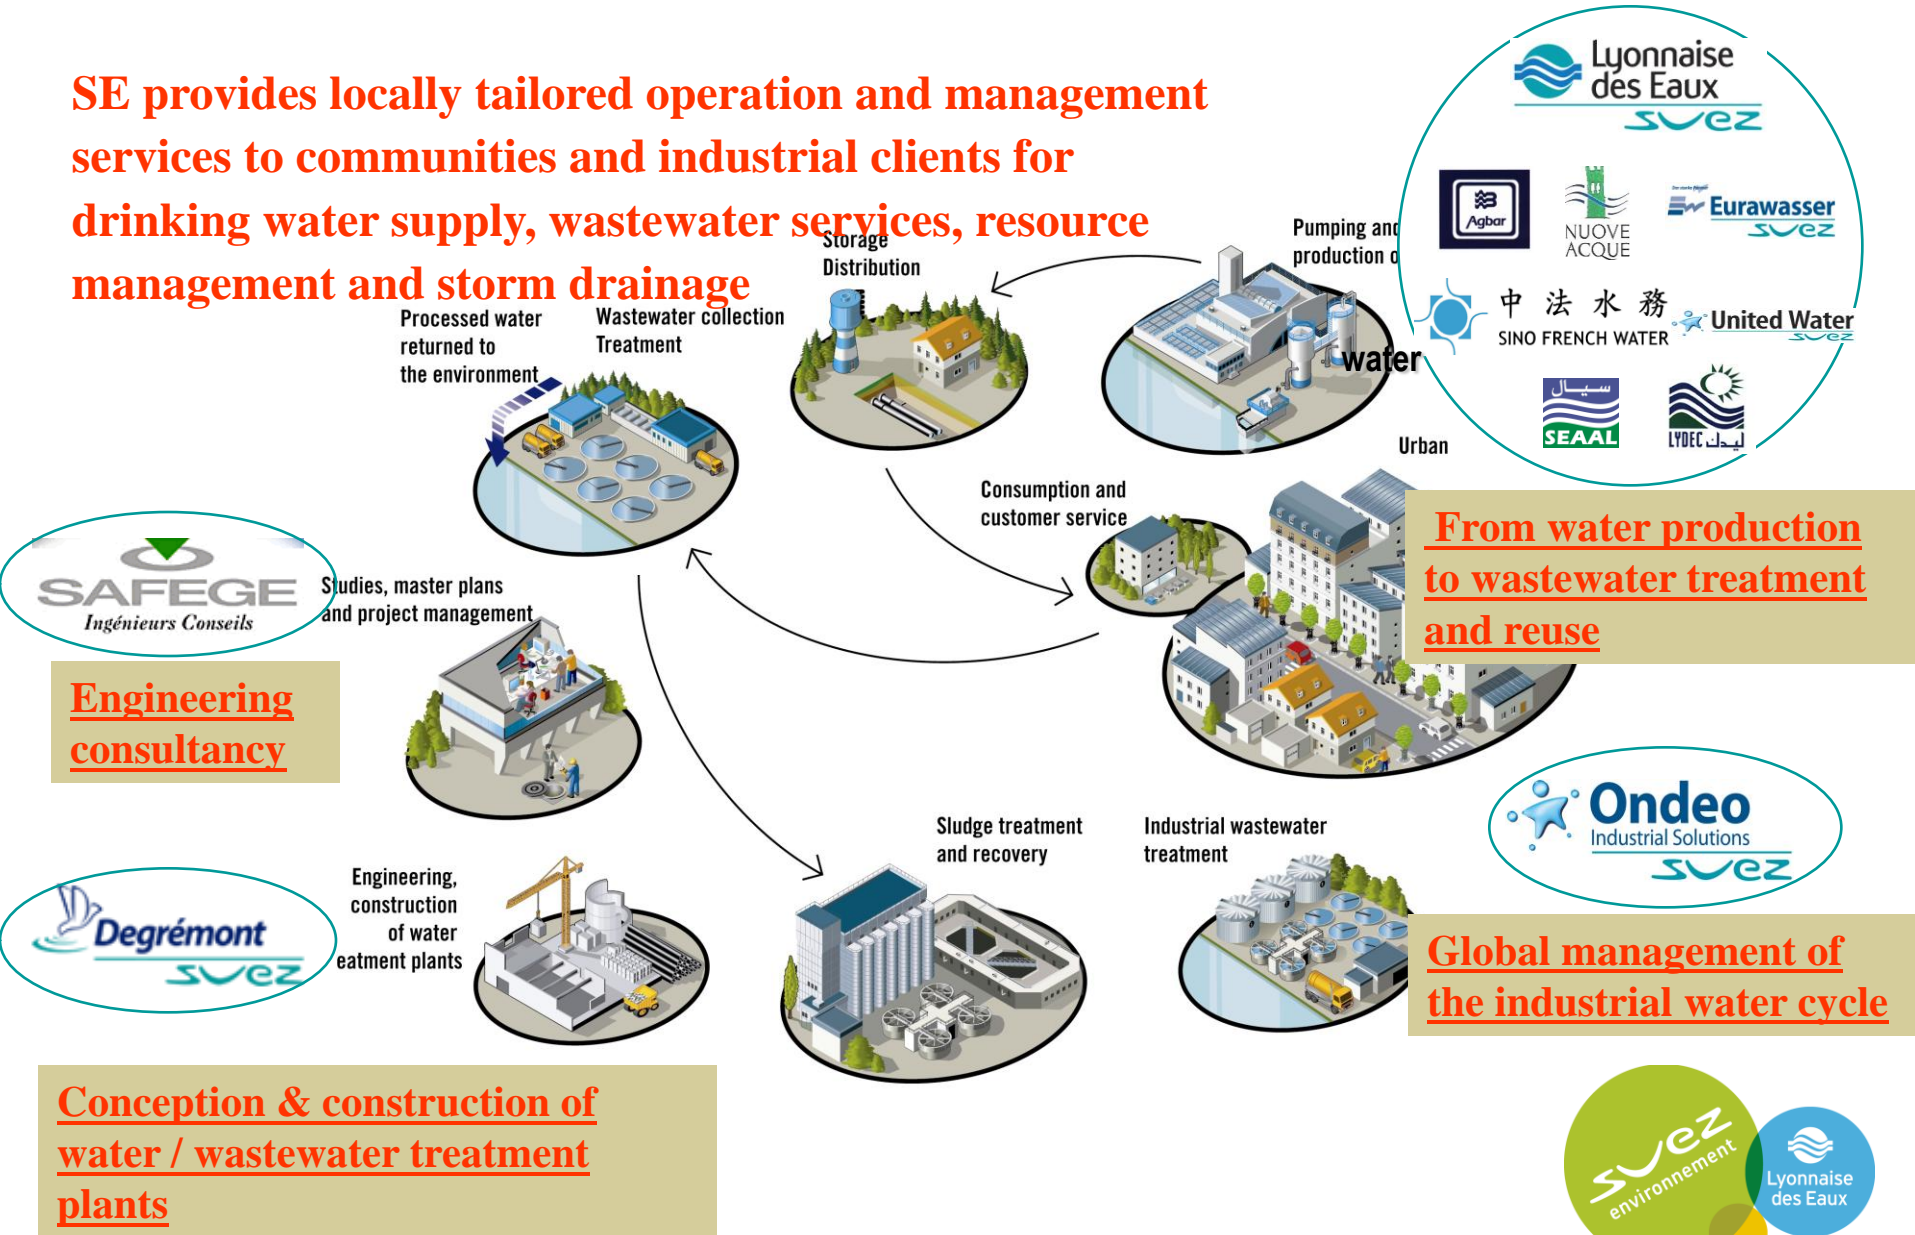 SE provides locally tailored operation and management
services to communities and industrial clients for
drinking water supply, wastewater services, resource
management and storm drainage
Lyonnaise
des Eaux
suez
Agbar
NUOVE
ACQUE
Eurawasser
suez
中 法 水 務
SINO FRENCH WATER
United Water
suez
سيال
SEAAL
LYDEC ليدك
Storage
Distribution
Pumping and
production o
water
Processed water
returned to
the environment
Wastewater collection
Treatment
Urban
Consumption and
customer service
From water production
to wastewater treatment
and reuse
SAFEGE
Ingénieurs Conseils
Studies, master plans
and project management
Engineering
consultancy
Ondeo
Industrial Solutions
suez
Sludge treatment
and recovery
Industrial wastewater
treatment
Degrémont
suez
Engineering,
construction
of water
eatment plants
Global management of
the industrial water cycle
Conception & construction of
water / wastewater treatment
plants
suez
environnement
Lyonnaise
des Eaux